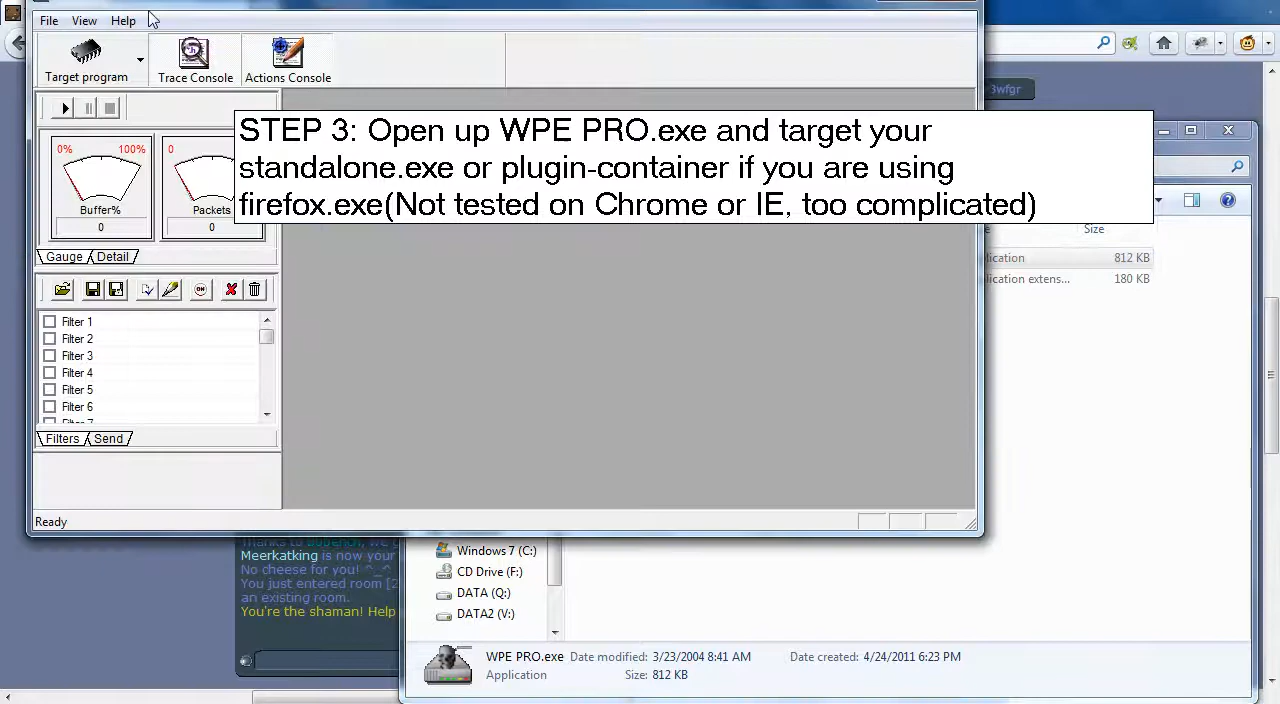 File View Help
Target program
Trace Console
Actions Console
3wfgr
STEP 3: Open up WPE PRO.exe and target your
standalone.exe or plugin-container if you are using
firefox.exe(Not tested on Chrome or IE, too complicated)
0% 100%
0
Buffer%
Packets
0
0
Gauge Detail
Size
lication 812 KB
lication extens... 180 KB
ON
Filter 1
Filter 2
Filter 3
Filter 4
Filter 5
Filter 6
Filters Send
Ready
Meerkatking is now your
No cheese for you! ^_^
You just entered room [
an existing room.
You're the shaman! Help
Windows 7 (C:)
CD Drive (F:)
DATA (Q:)
DATA2 (V:)
WPE PRO.exe Date modified: 3/23/2004 8:41 AM Date created: 4/24/2011 6:23 PM
Application Size: 812 KB